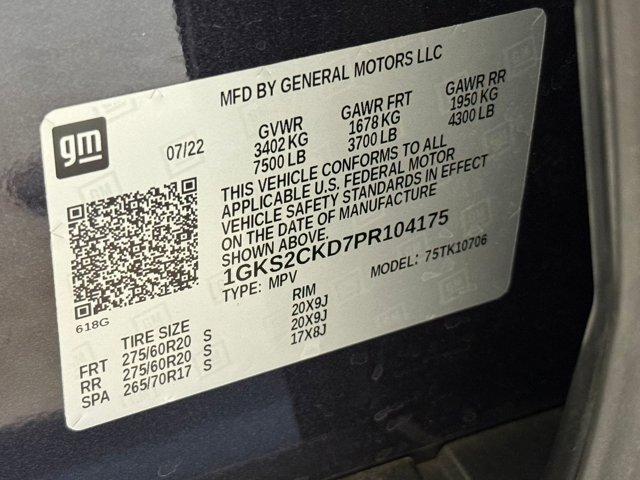 MFD BY GENERAL MOTORS LLC
gm
07/22
GVWR GAWR FRT GAWR RR
3402 KG 1678 KG 1950 KG
7500 LB 3700 LB 4300 LB
THIS VEHICLE CONFORMS TO ALL
APPLICABLE U.S. FEDERAL MOTOR
VEHICLE SAFETY STANDARDS IN EFFECT
ON THE DATE OF MANUFACTURE
SHOWN ABOVE.
1GKS2CKD7PR104175
TYPE: MPV MODEL: 75TK10706
618G
TIRE SIZE RIM
FRT 275/60R20 S 20X9J
RR 275/60R20 S 20X9J
SPA 265/70R17 S 17X8J